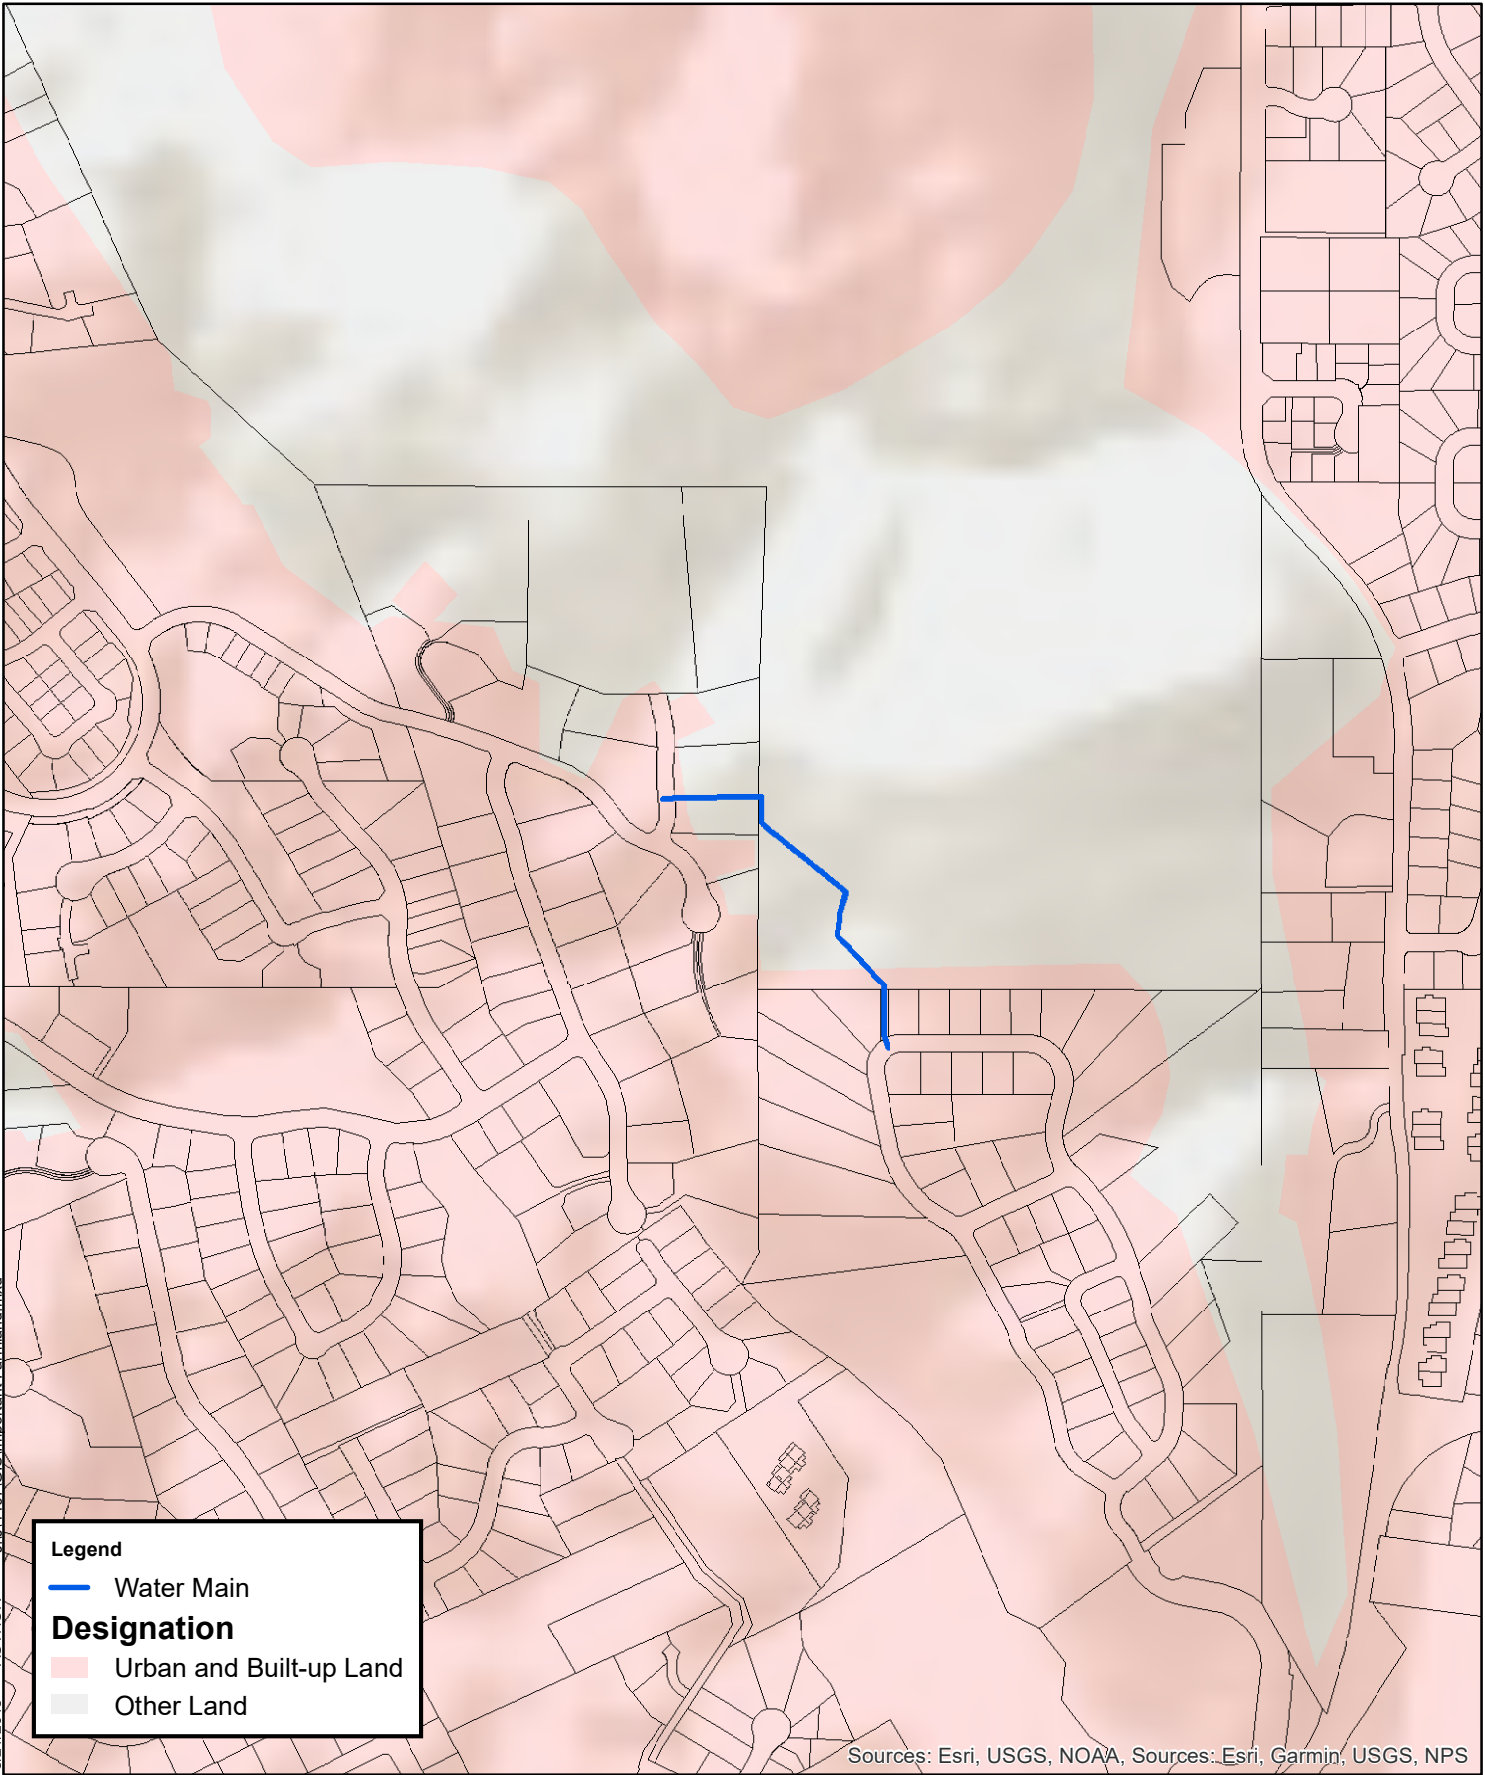 Legend
Water Main
Designation
Urban and Built-up Land
Other Land
Sources: Esri, USGS, NOAA, Sources: Esri, Garmin, USGS, NPS